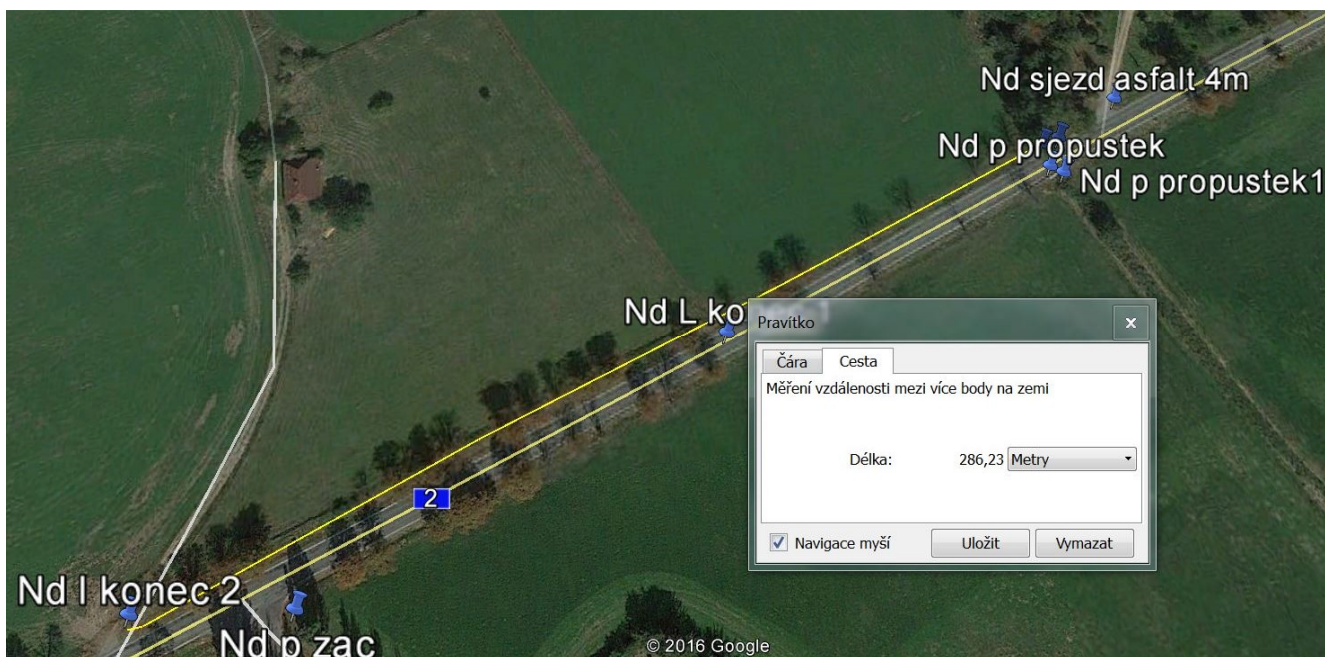 Nd sjezd asfalt 4m
Nd p propustek
Nd p propustek1
Nd L ko
Pravítko
x
Čára Cesta
Měření vzdálenosti mezi více body na zemi
Délka: 286,23 Metry
2
Navigace myší Uložit Vymazat
Nd l konec 2
Nd p zac
© 2016 Google